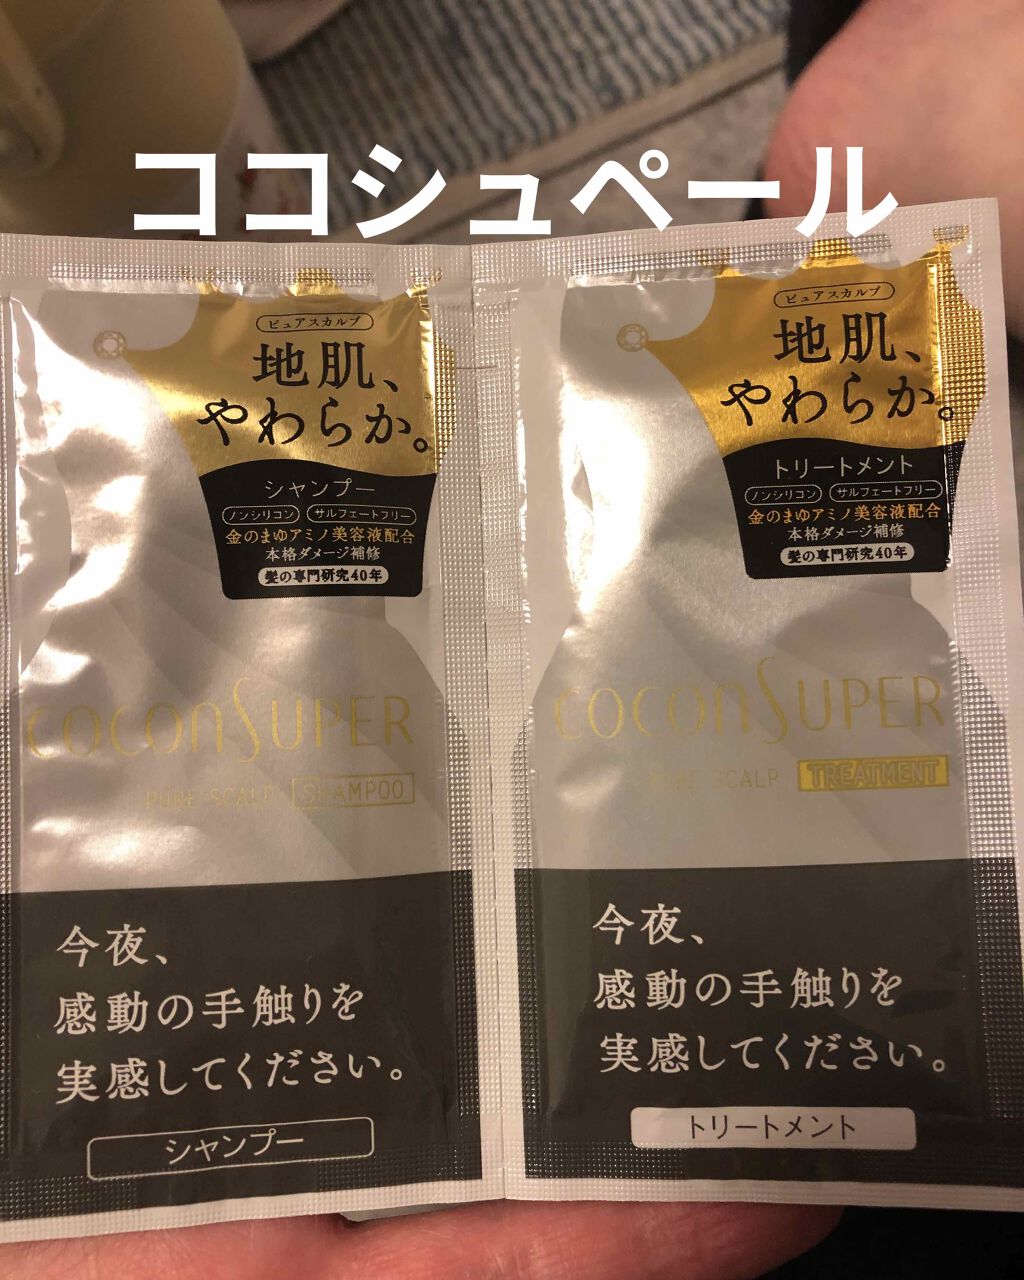 ココシュペール
ピュアスカルプ
地肌、
やわらか。
シャンプー
ノンシリコン サルフェートフリー
金のまゆアミノ美容液配合
本格ダメージ補修
髪の専門研究40年
COCONSUPER
PURE SCALP SHAMPOO
今夜、
感動の手触りを
実感してください。
シャンプー
ピュアスカルプ
地肌、
やわらか。
トリートメント
ノンシリコン サルフェートフリー
金のまゆアミノ美容液配合
本格ダメージ補修
髪の専門研究40年
COCONSUPER
PURE SCALP TREATMENT
今夜、
感動の手触りを
実感してください。
トリートメント